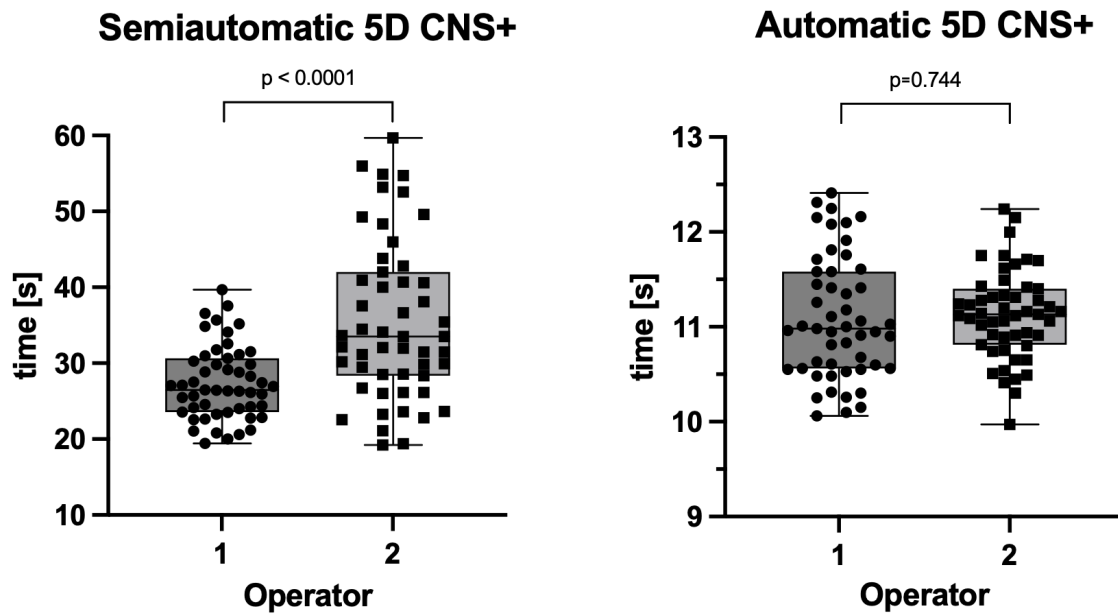 Semiautomatic 5D CNS+
p < 0.0001
time [s]
60
50
40
30
20
10
1 2
Operator
Automatic 5D CNS+
p=0.744
time [s]
13
12
11
10
9
1 2
Operator